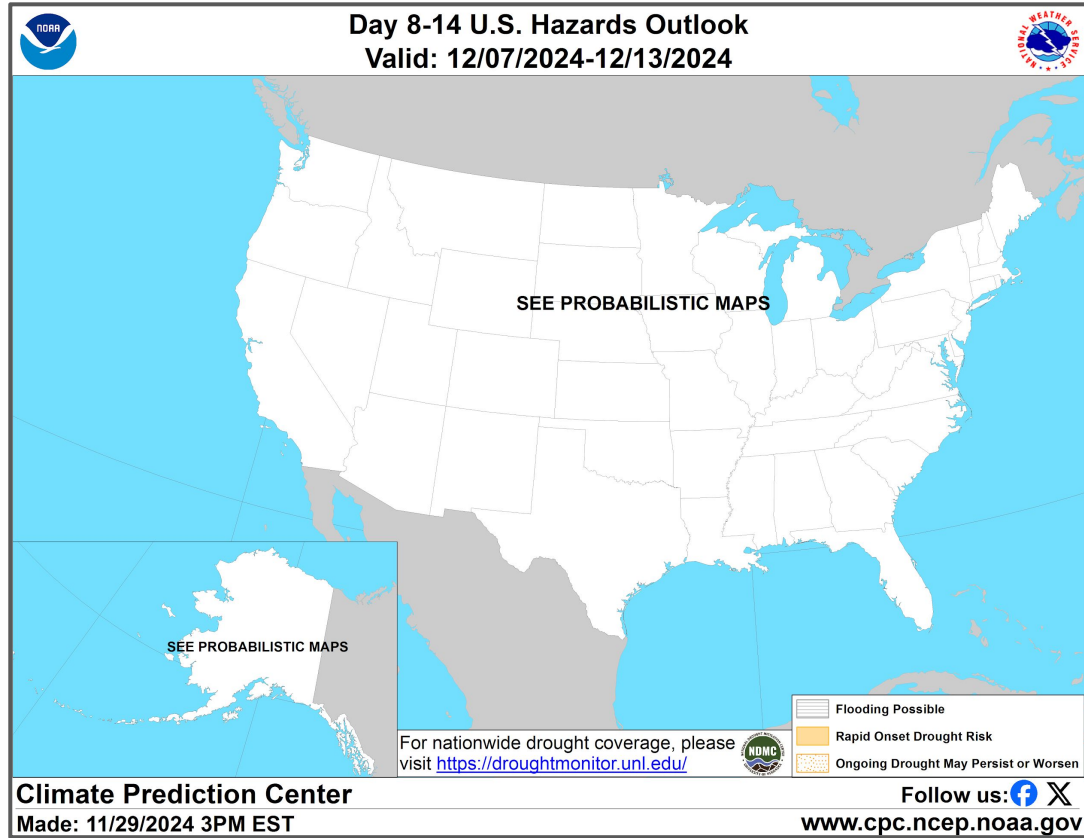 NOAA
Day 8-14 U.S. Hazards Outlook
Valid: 12/07/2024-12/13/2024
NATIONAL WEATHER SERVICE
SEE PROBABILISTIC MAPS
SEE PROBABILISTIC MAPS
For nationwide drought coverage, please
visit https://droughtmonitor.unl.edu/
NDMC
Flooding Possible
Rapid Onset Drought Risk
Ongoing Drought May Persist or Worsen
Climate Prediction Center
Follow us:
Made: 11/29/2024 3PM EST
www.cpc.ncep.noaa.gov